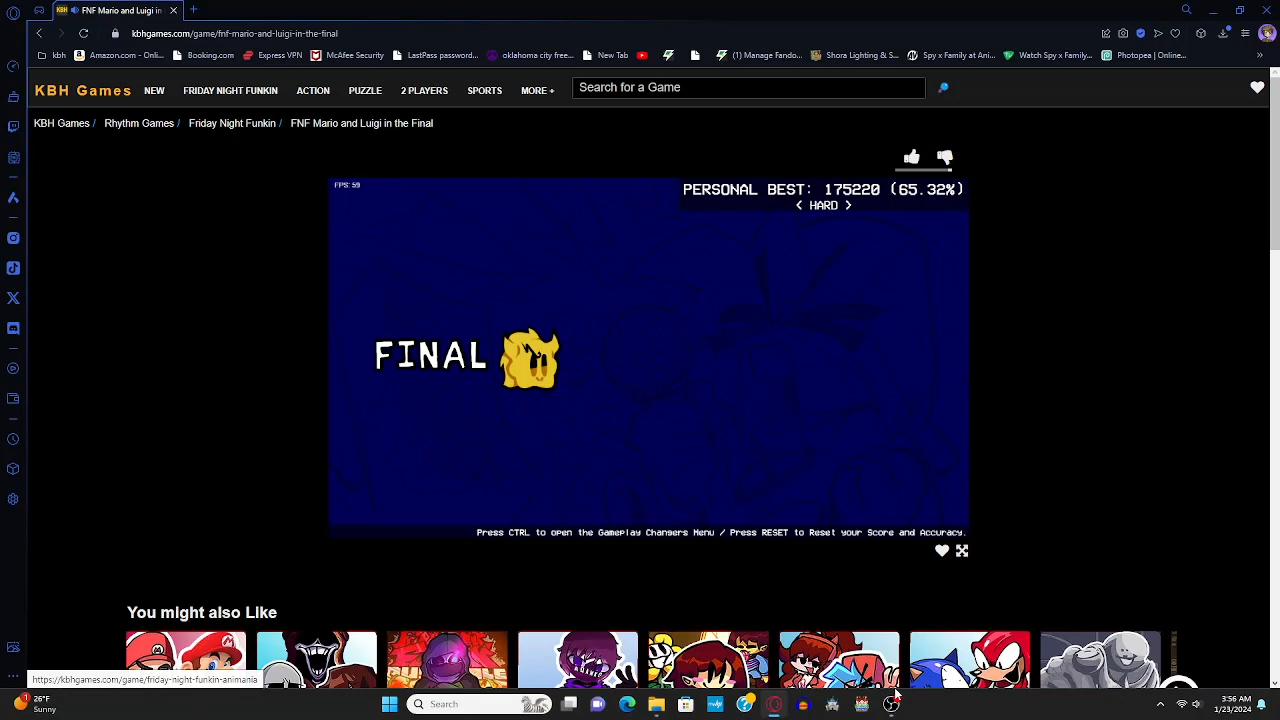 FNF Mario and Luigi in
kbhgames.com/game/fnf-mario-and-luigi-in-the-final
kbh
Amazon.com - Onli...
Booking.com
Express VPN
McAfee Security
LastPass password...
oklahoma city free...
New Tab
(1) Manage Fando...
Shora Lighting & S...
Spy x Family at Ani...
Watch Spy x Family...
Photopea | Online...
KBH Games
NEW
FRIDAY NIGHT FUNKIN
ACTION
PUZZLE
2 PLAYERS
SPORTS
MORE +
Search for a Game
KBH Games / Rhythm Games / Friday Night Funkin / FNF Mario and Luigi in the Final
FPS: 59
PERSONAL BEST: 175220 (65.32%)
< HARD >
FINAL
Press CTRL to open the Gameplay Changers Menu / Press RESET to Reset your Score and Accuracy.
You might also Like
https://kbhgames.com/game/friday-night-funkin-animania
26°F
Sunny
Search
3:56 AM
1/23/2024